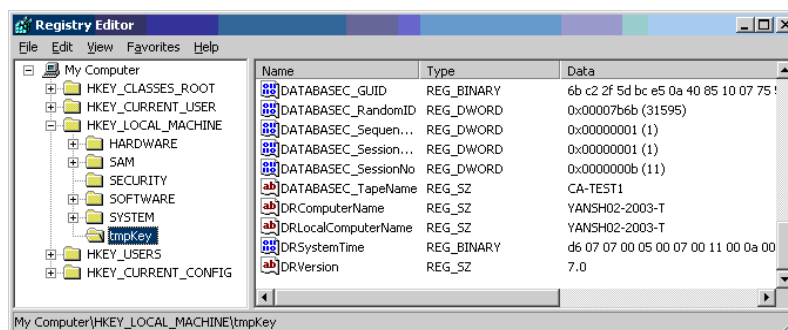 Registry Editor
File Edit View Favorites Help
My Computer
HKEY_CLASSES_ROOT
HKEY_CURRENT_USER
HKEY_LOCAL_MACHINE
HARDWARE
SAM
SECURITY
SOFTWARE
SYSTEM
tmpKey
HKEY_USERS
HKEY_CURRENT_CONFIG
Name Type Data
DATABASEC_GUID REG_BINARY 6b c2 2f 5d bc e5 0a 40 85 10 07 75
DATABASEC_RandomID REG_DWORD 0x00007b6b (31595)
DATABASEC_Sequen... REG_DWORD 0x00000001 (1)
DATABASEC_Session... REG_DWORD 0x00000001 (1)
DATABASEC_SessionNo REG_DWORD 0x0000000b (11)
DATABASEC_TapeName REG_SZ CA-TEST1
DRComputerName REG_SZ YANSH02-2003-T
DRLocalComputerName REG_SZ YANSH02-2003-T
DRSystemTime REG_BINARY d6 07 07 00 05 00 07 00 11 00 0a 00
DRVersion REG_SZ 7.0
My Computer\HKEY_LOCAL_MACHINE\tmpKey